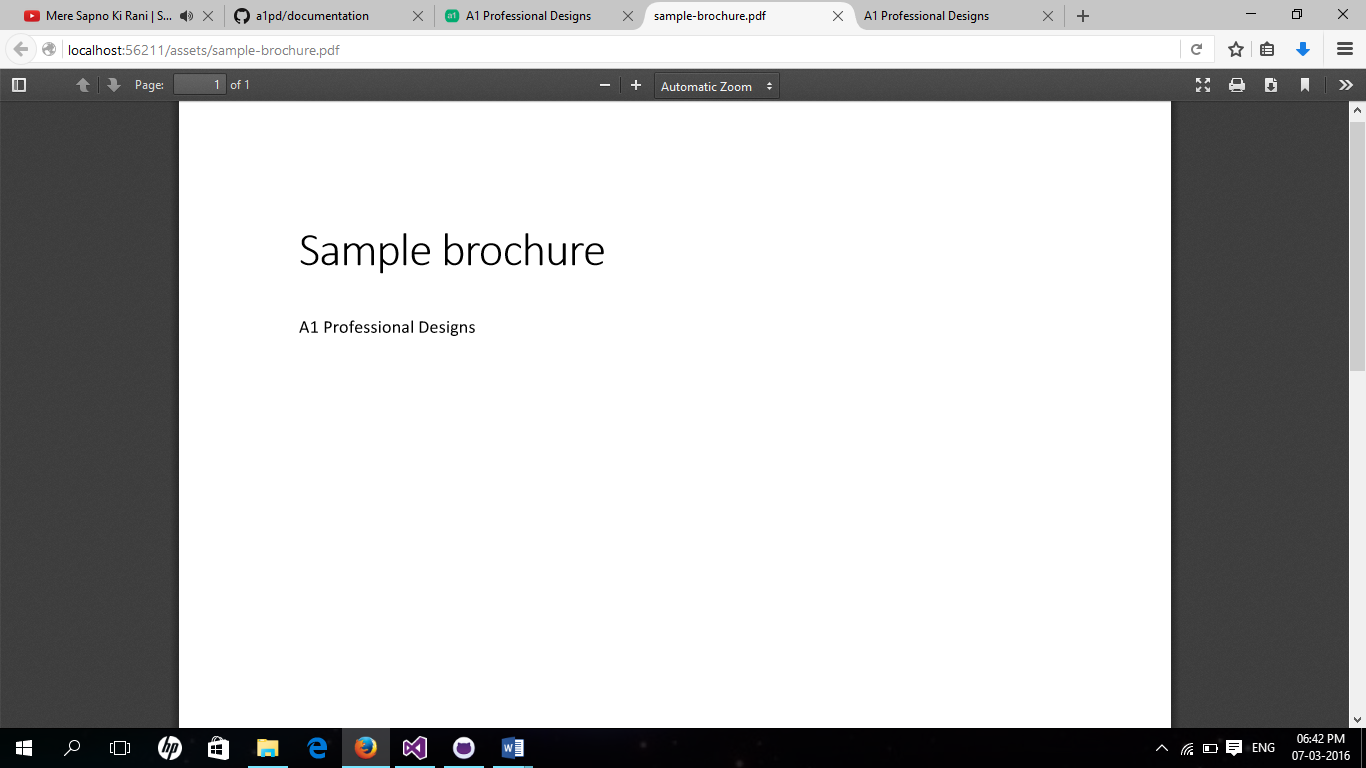 Mere Sapno Ki Rani | S...
a1pd/documentation
a1 A1 Professional Designs
sample-brochure.pdf
A1 Professional Designs
localhost:56211/assets/sample-brochure.pdf
Page: 1 of 1
Automatic Zoom
Sample brochure
A1 Professional Designs
hp
ENG
06:42 PM
07-03-2016